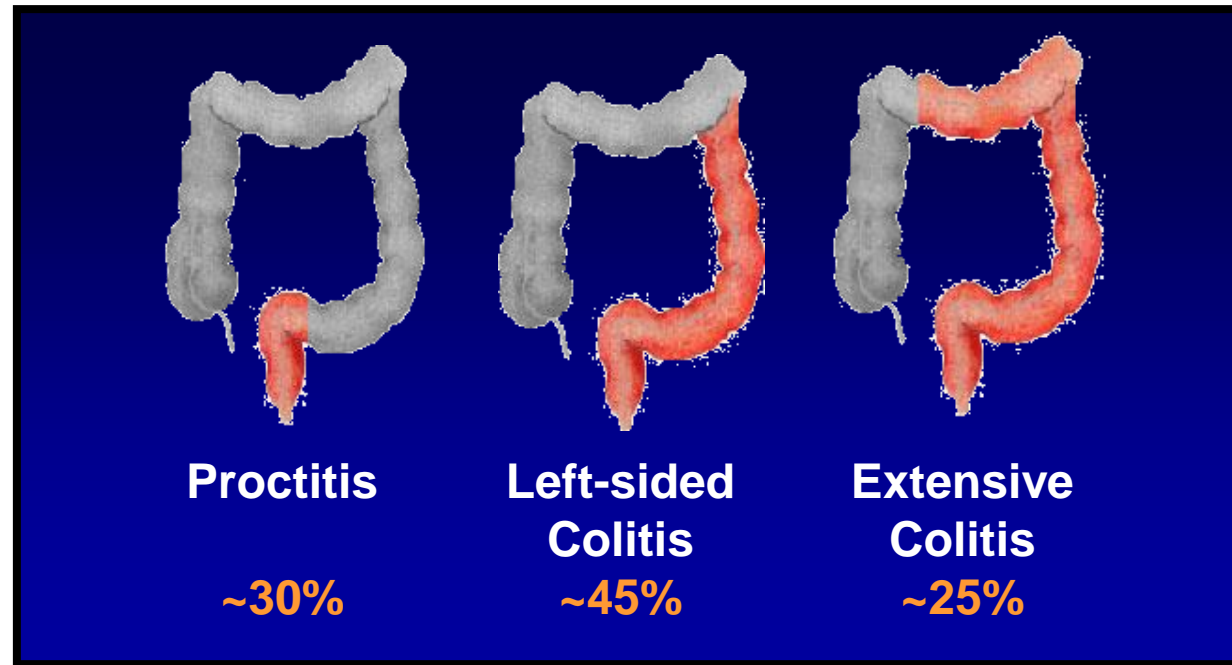 Proctitis
~30%
Left-sided
Colitis
~45%
Extensive
Colitis
~25%